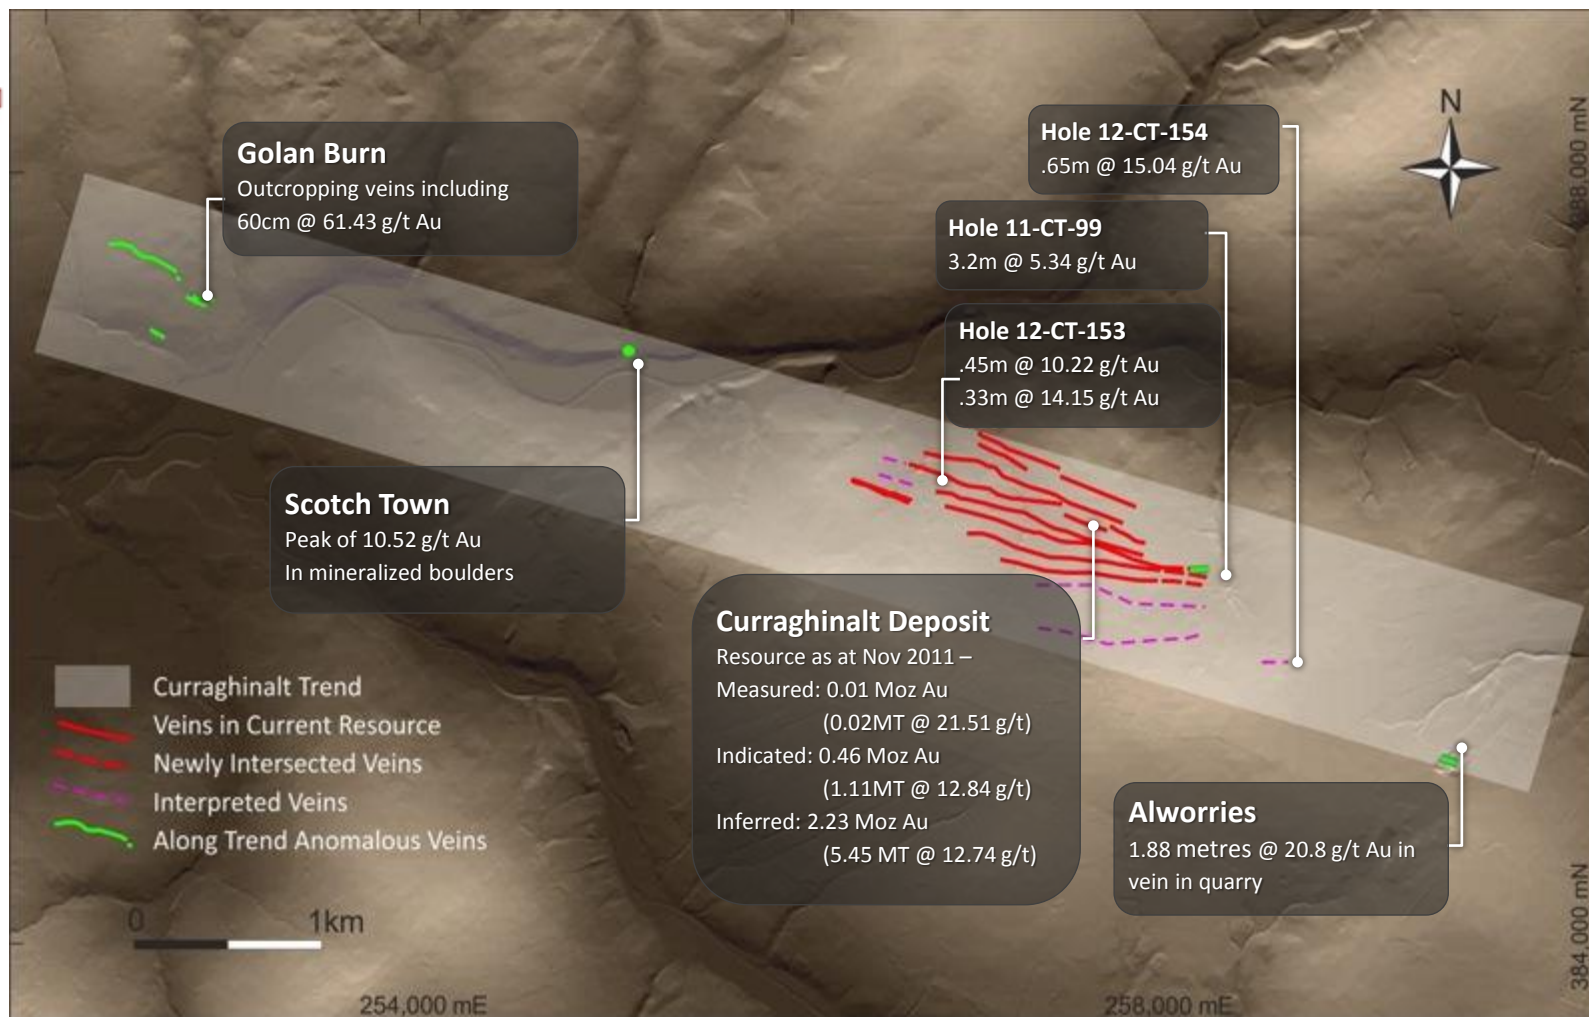 Golan Burn
Outcropping veins including
60cm @ 61.43 g/t Au
Hole 12-CT-154
.65m @ 15.04 g/t Au
Hole 11-CT-99
3.2m @ 5.34 g/t Au
Hole 12-CT-153
.45m @ 10.22 g/t Au
.33m @ 14.15 g/t Au
N
Scotch Town
Peak of 10.52 g/t Au
In mineralized boulders
Curraghinalt Deposit
Resource as at Nov 2011 –
Measured: 0.01 Moz Au
(0.02MT @ 21.51 g/t)
Indicated: 0.46 Moz Au
(1.11MT @ 12.84 g/t)
Inferred: 2.23 Moz Au
(5.45 MT @ 12.74 g/t)
Alworries
1.88 metres @ 20.8 g/t Au in
vein in quarry
Curraghinalt Trend
Veins in Current Resource
Newly Intersected Veins
Interpreted Veins
Along Trend Anomalous Veins
0 1km
254,000 mE
258,000 mE
384,000 mN